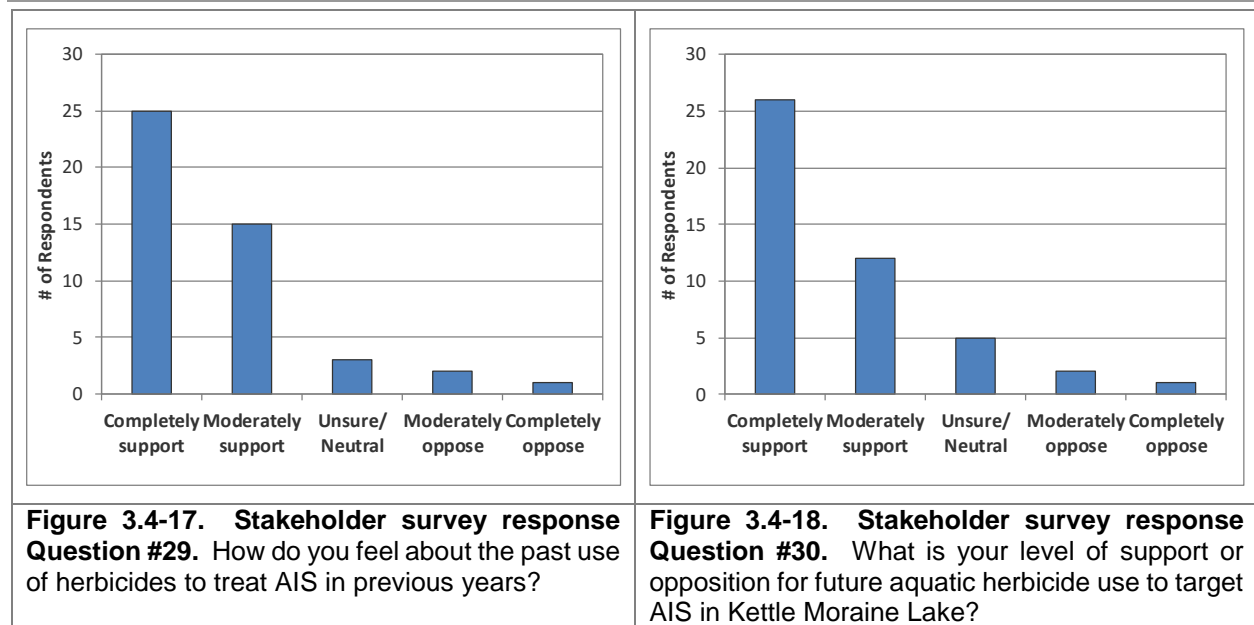 30
25
20
15
10
5
0
# of Respondents
Completely support
Moderately support
Unsure/ Neutral
Moderately oppose
Completely oppose
Figure 3.4-17. Stakeholder survey response
Question #29. How do you feel about the past use
of herbicides to treat AIS in previous years?
30
25
20
15
10
5
0
# of Respondents
Completely support
Moderately support
Unsure/ Neutral
Moderately oppose
Completely oppose
Figure 3.4-18. Stakeholder survey response
Question #30. What is your level of support or
opposition for future aquatic herbicide use to target
AIS in Kettle Moraine Lake?